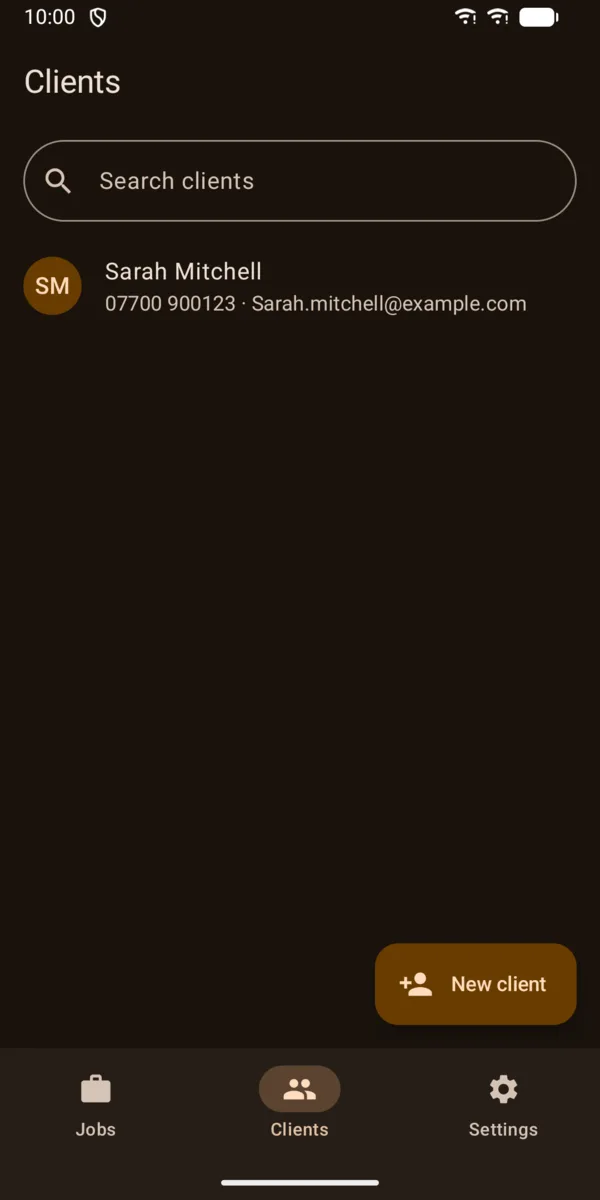 10:00
Clients
Search clients
SM
Sarah Mitchell
07700 900123 · Sarah.mitchell@example.com
New client
Jobs
Clients
Settings